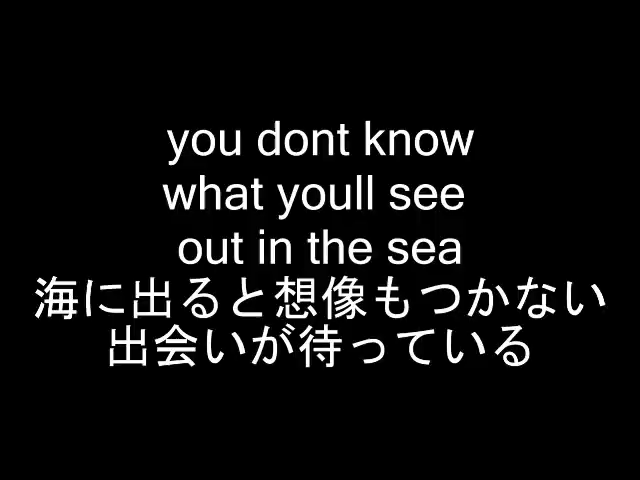 you dont know
what youll see
out in the sea
海に出ると想像もつかない
出会いが待っている